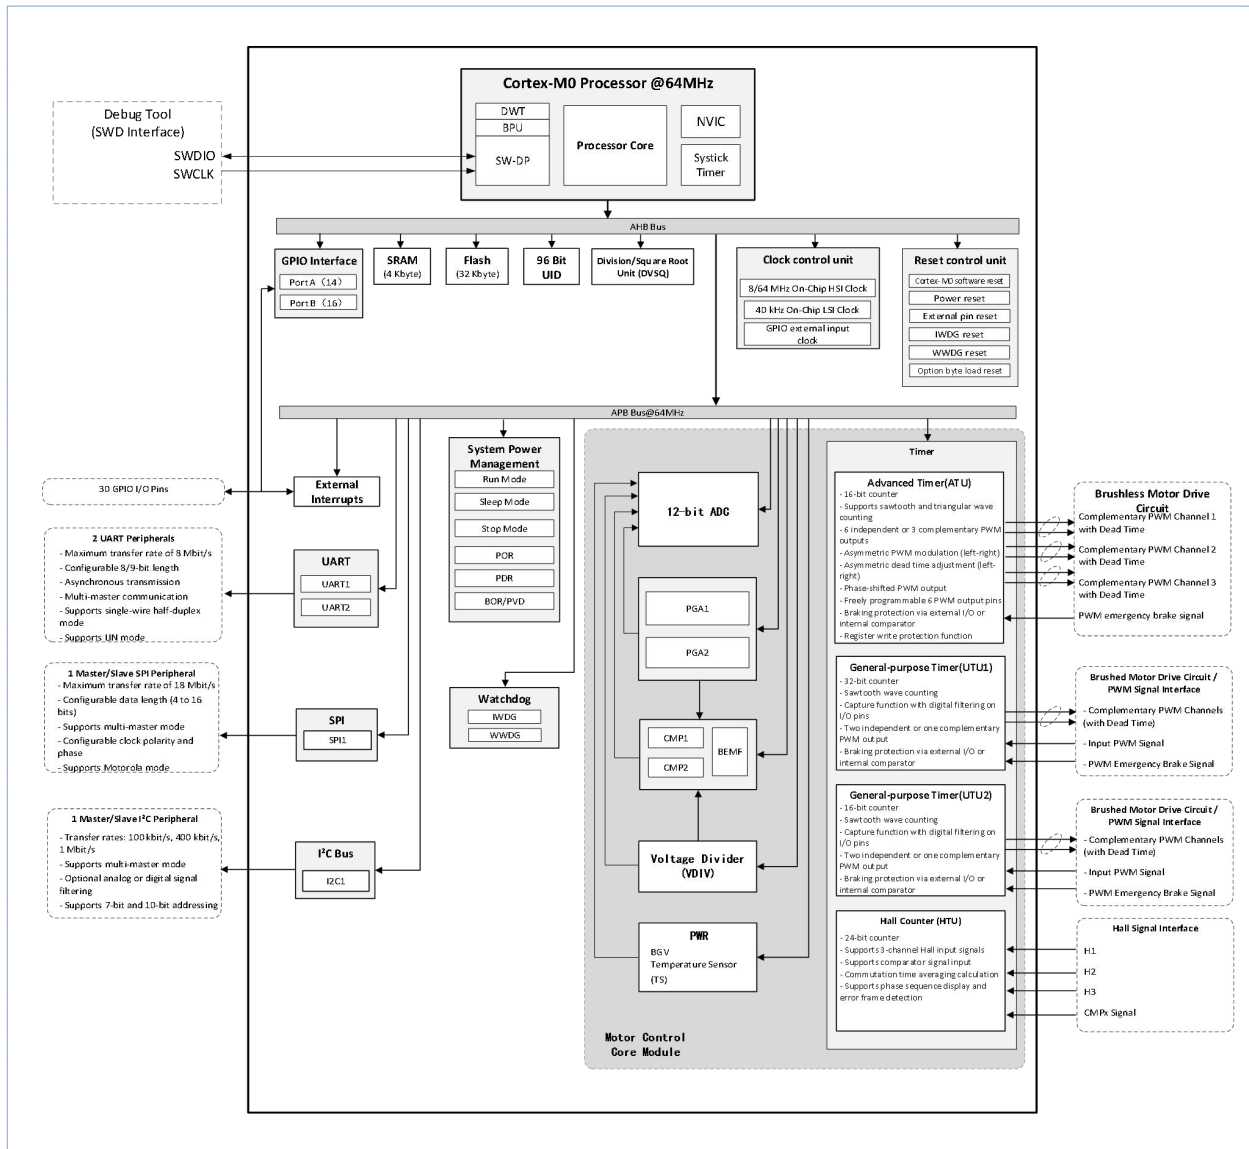 Cortex-M0 Processor @64MHz
DWT
BPU
SW-DP
Processor Core
NVIC
Systick
Timer
Debug Tool
(SWD Interface)
SWDIO
SWCLK
AHB Bus
GPIO Interface
Port A（14）
Port B（16）
SRAM
(4 Kbyte)
Flash
(32 Kbyte)
96 Bit
UID
Division/Square Root
Unit (DVSQ)
Clock control unit
8/64 MHz On-Chip HSI Clock
40 kHz On-Chip LSI Clock
GPIO external input
clock
Reset control unit
Cortex-M0 software reset
Power reset
External pin reset
IWDG reset
WWDG reset
Option byte load reset
APB Bus@64MHz
30 GPIO I/O Pins
External
Interrupts
2 UART Peripherals
- Maximum transfer rate of 8 Mbit/s
- Configurable 8/9-bit length
- Asynchronous transmission
- Multi-master communication
- Supports single-wire half-duplex
mode
- Supports LIN mode
UART
UART1
UART2
1 Master/Slave SPI Peripheral
- Maximum transfer rate of 18 Mbit/s
- Configurable data length (4 to 16
bits)
- Supports multi-master mode
- Configurable clock polarity and
phase
- Supports Motorola mode
SPI
SPI1
1 Master/Slave I²C Peripheral
- Transfer rates: 100 kbit/s, 400 kbit/s,
1 Mbit/s
- Supports multi-master mode
- Optional analog or digital signal
filtering
- Supports 7-bit and 10-bit addressing
I²C Bus
I2C1
System Power
Management
Run Mode
Sleep Mode
Stop Mode
POR
PDR
BOR/PVD
Watchdog
IWDG
WWDG
12-bit ADC
PGA1
PGA2
CMP1
CMP2
BEMF
Voltage Divider
(VDIV)
PWR
BGV
Temperature Sensor
(TS)
Motor Control
Core Module
Timer
Advanced Timer(ATU)
- 16-bit counter
- Supports sawtooth and triangular wave
counting
- 6 independent or 3 complementary PWM
outputs
- Asymmetric PWM modulation (left-right)
- Asymmetric dead time adjustment (left-
right)
- Phase-shifted PWM output
- Freely programmable 6 PWM output pins
- Braking protection via external I/O or
internal comparator
- Register write protection function
General-purpose Timer(UTU1)
- 32-bit counter
- Sawtooth wave counting
- Capture function with digital filtering on
I/O pins
- Two independent or one complementary
PWM output
- Braking protection via external I/O or
internal comparator
General-purpose Timer(UTU2)
- 16-bit counter
- Sawtooth wave counting
- Capture function with digital filtering on
I/O pins
- Two independent or one complementary
PWM output
- Braking protection via external I/O or
internal comparator
Hall Counter (HTU)
- 24-bit counter
- Supports 3-channel Hall input signals
- Supports comparator signal input
- Commutation time averaging calculation
- Supports phase sequence display and
error frame detection
Brushless Motor Drive
Circuit
Complementary PWM Channel 1
with Dead Time
Complementary PWM Channel 2
with Dead Time
Complementary PWM Channel 3
with Dead Time
PWM emergency brake signal
Brushed Motor Drive Circuit /
PWM Signal Interface
- Complementary PWM Channels
(with Dead Time)
- Input PWM Signal
- PWM Emergency Brake Signal
Brushed Motor Drive Circuit /
PWM Signal Interface
- Complementary PWM Channels
(with Dead Time)
- Input PWM Signal
- PWM Emergency Brake Signal
Hall Signal Interface
H1
H2
H3
CMPx Signal